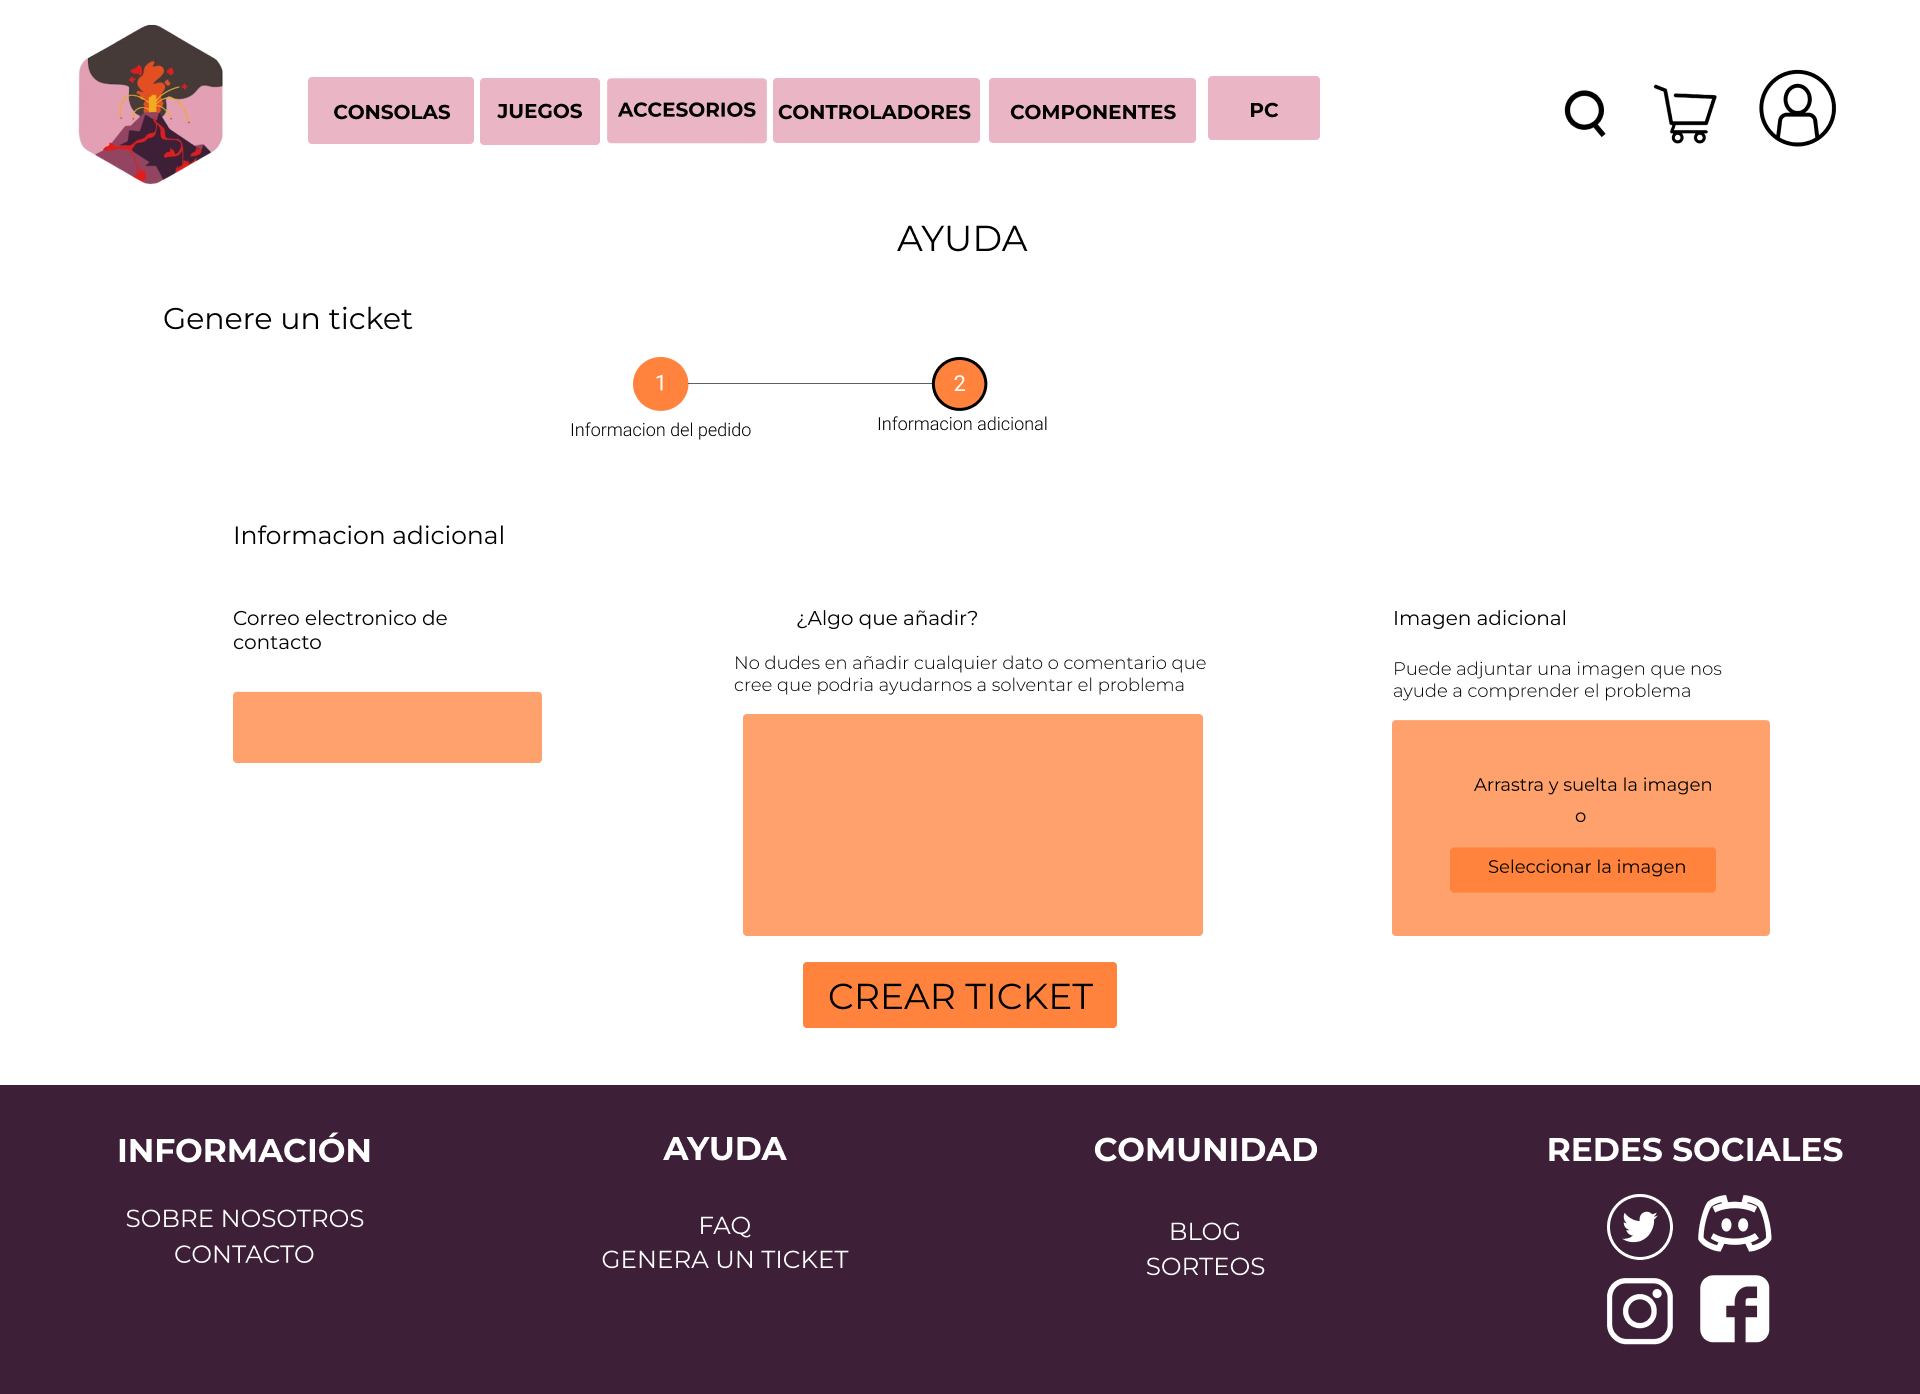 CONSOLAS
JUEGOS
ACCESORIOS
CONTROLADORES
COMPONENTES
PC
AYUDA
Genere un ticket
1
2
Informacion del pedido
Informacion adicional
Informacion adicional
Correo electronico de
contacto
¿Algo que añadir?
No dudes en añadir cualquier dato o comentario que
cree que podria ayudarnos a solventar el problema
Imagen adicional
Puede adjuntar una imagen que nos
ayude a comprender el problema
Arrastra y suelta la imagen
o
Seleccionar la imagen
CREAR TICKET
INFORMACIÓN
SOBRE NOSOTROS
CONTACTO
AYUDA
FAQ
GENERA UN TICKET
COMUNIDAD
BLOG
SORTEOS
REDES SOCIALES